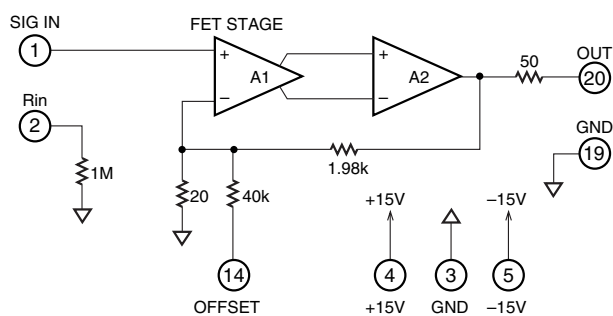 SIG IN
FET STAGE
1
+
−
A1
+
−
A2
50
OUT
20
Rin
2
1M
GND
19
1.98k
20
40k
+15V
−15V
14
4
3
5
OFFSET
+15V
GND
−15V